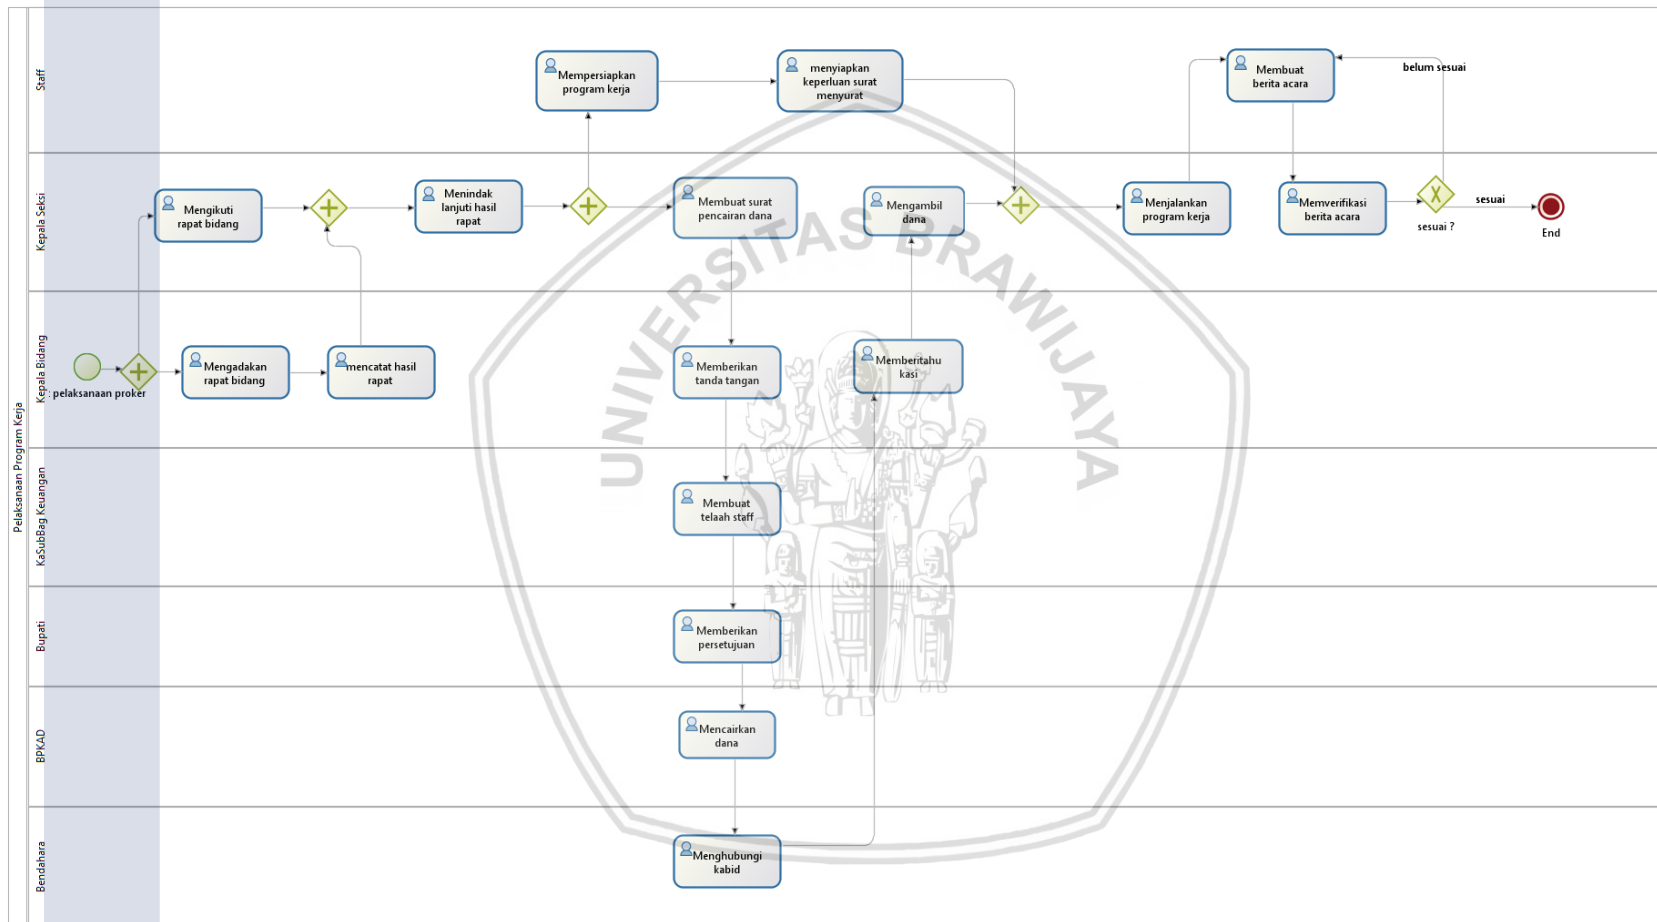 Pelaksanaan Program Kerja
Staff
Mempersiapkan
program kerja
menyiapkan
keperluan surat
menyurat
Membuat
berita acara
belum sesuai
Kepala Seksi
Mengikuti
rapat bidang
Menindak
lanjuti hasil
rapat
Membuat surat
pencairan dana
Mengambil
dana
Menjalankan
program kerja
Memverifikasi
berita acara
sesuai ?
sesuai
End
Kepala Bidang
: pelaksanaan proker
Mengadakan
rapat bidang
mencatat hasil
rapat
Memberikan
tanda tangan
Memberitahu
kasi
KaSubBag Keuangan
Membuat
telaah staff
Bupati
Memberikan
persetujuan
BPKAD
Mencairkan
dana
Bendahara
Menghubungi
kabid
UNIVERSITAS BRAWIJAYA